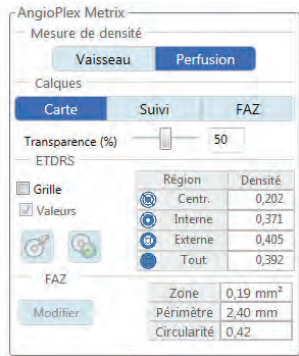 AngioPlex Metrix
Mesure de densité
Vaisseau Perfusion
Calques
Carte Suivi FAZ
Transparence (%) 50
ETDRS
Grille
Valeurs
Région Densité
Centr. 0,202
Interne 0,371
Externe 0,405
Tout 0,392
FAZ
Modifier
Zone 0,19 mm²
Périmètre 2,40 mm
Circularité 0,42